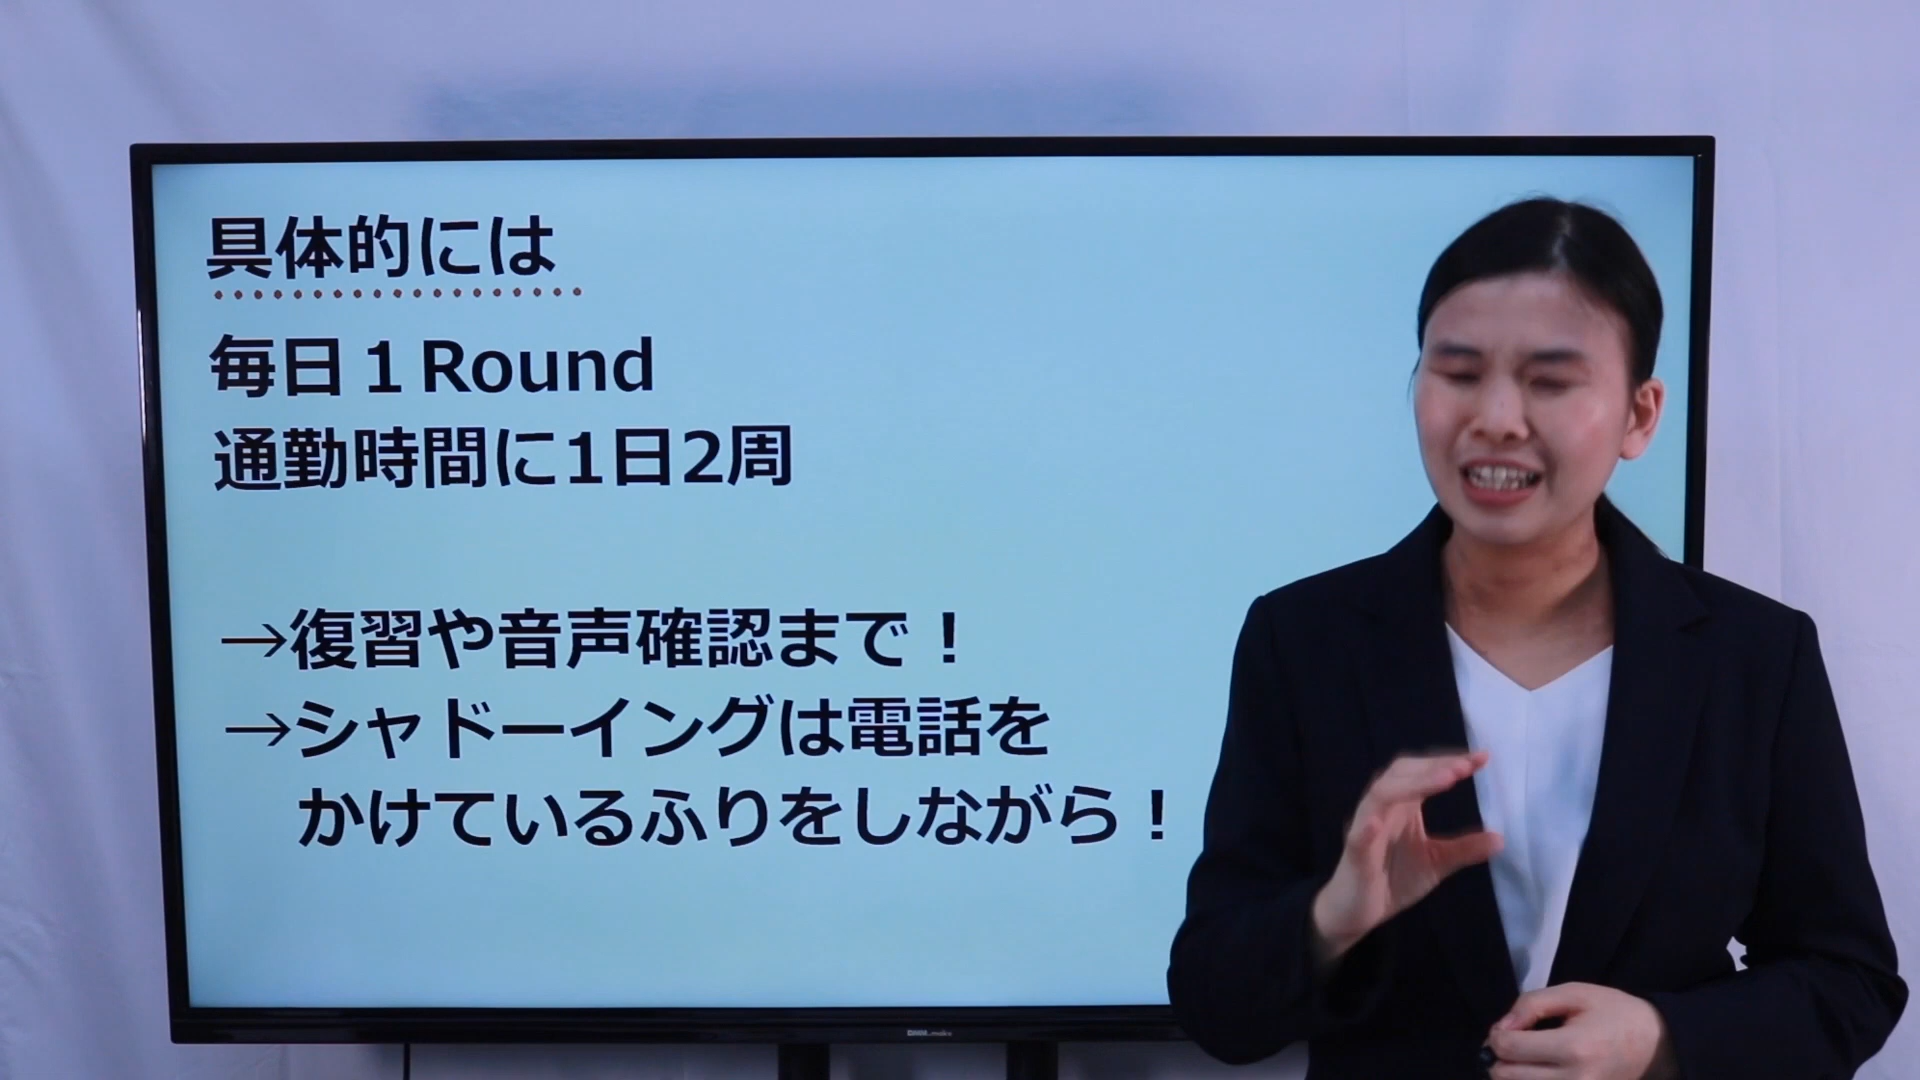 具体的には
毎日１Round
通勤時間に1日2周
→復習や音声確認まで！
→シャドーイングは電話を
かけているふりをしながら！
DMM.make